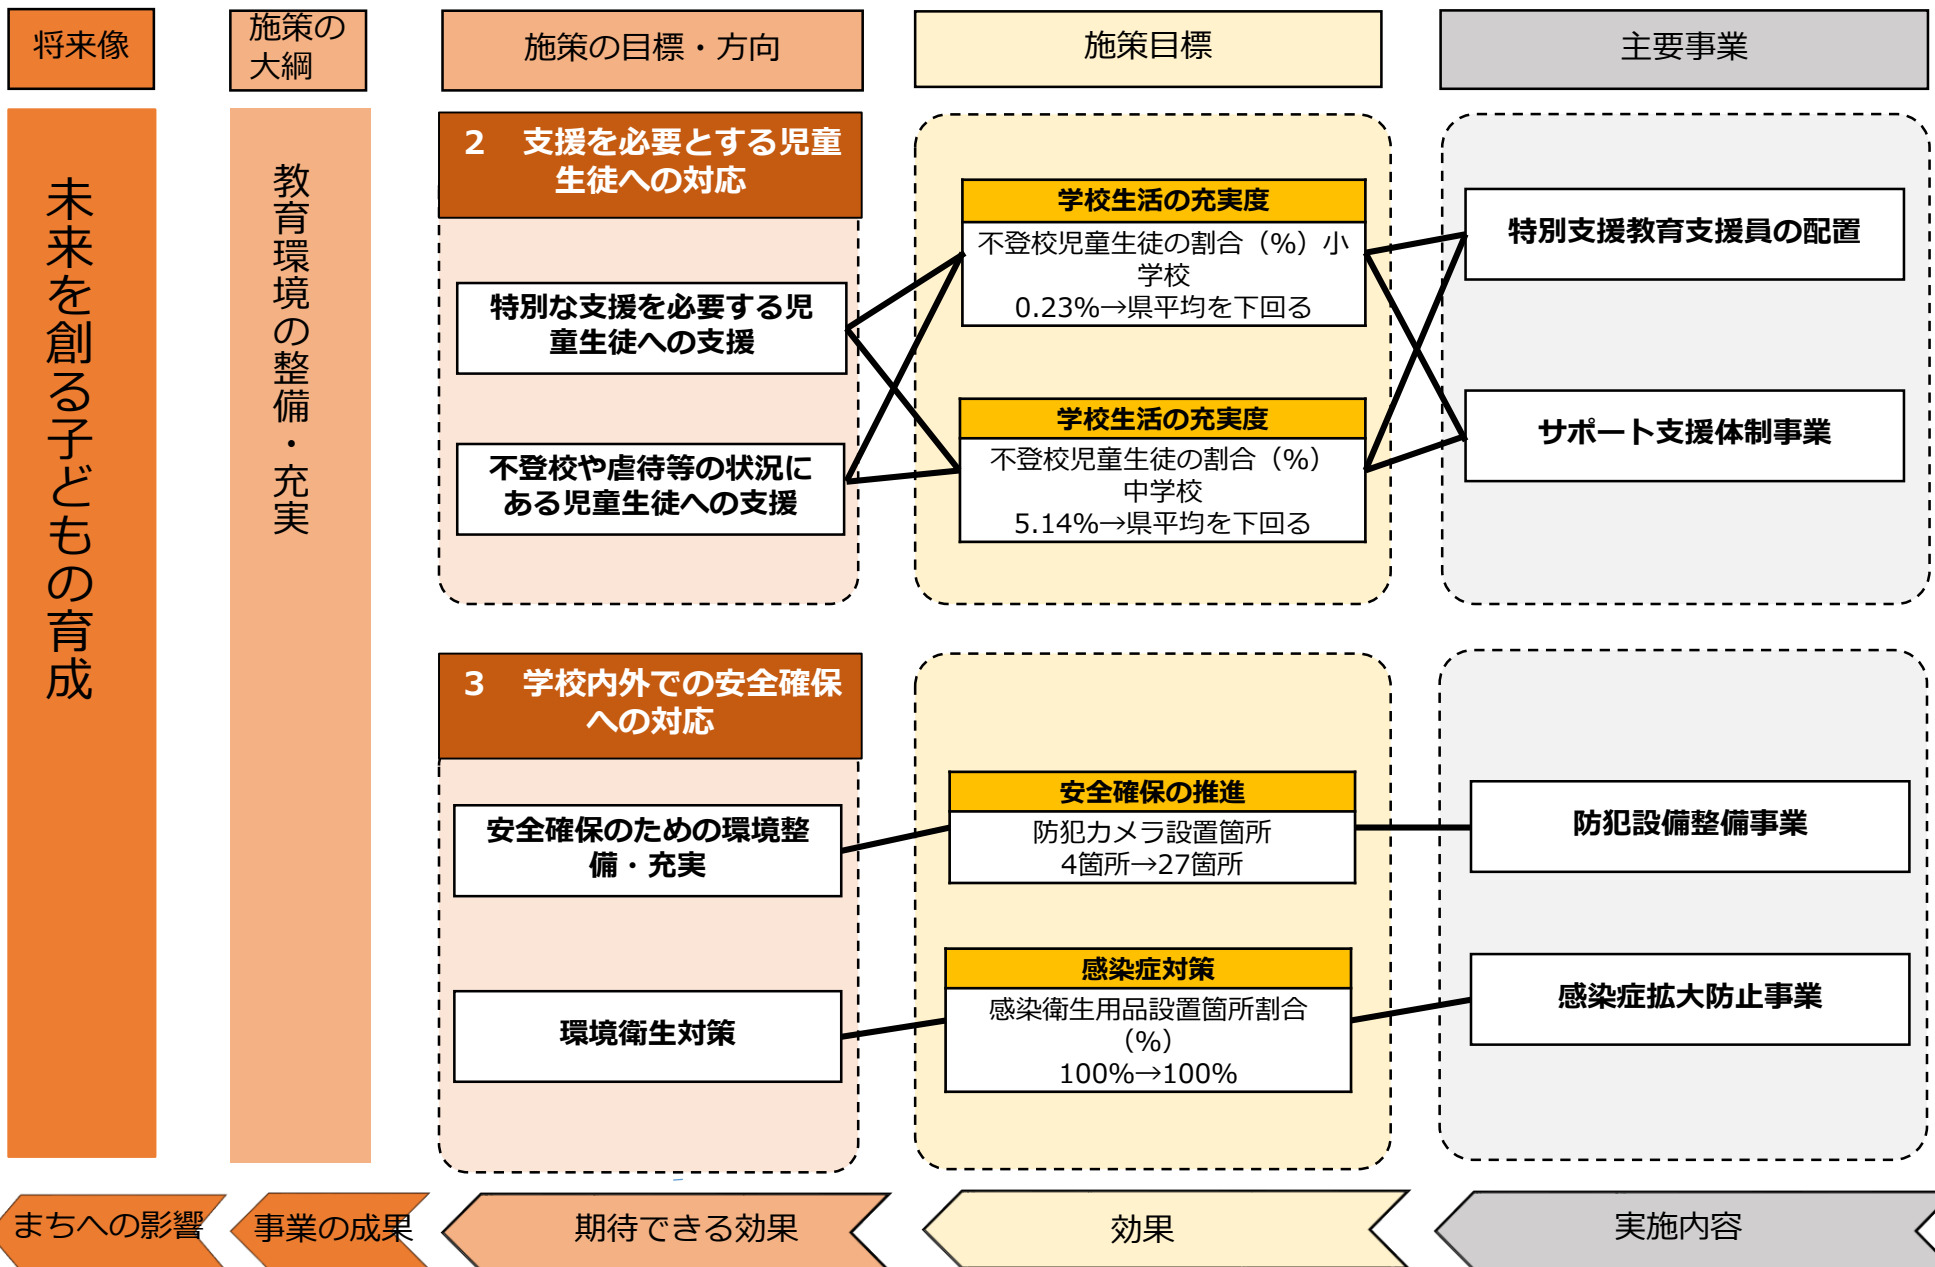 将来像
施策の
大綱
施策の目標・方向
施策目標
主要事業
未来を創る子どもの育成
教育環境の整備・充実
2 支援を必要とする児童
生徒への対応
特別な支援を必要する児
童生徒への支援
不登校や虐待等の状況に
ある児童生徒への支援
学校生活の充実度
不登校児童生徒の割合（%）小
学校
0.23%→県平均を下回る
学校生活の充実度
不登校児童生徒の割合（%）
中学校
5.14%→県平均を下回る
特別支援教育支援員の配置
サポート支援体制事業
3 学校内外での安全確保
への対応
安全確保のための環境整
備・充実
環境衛生対策
安全確保の推進
防犯カメラ設置箇所
4箇所→27箇所
感染症対策
感染衛生用品設置箇所割合
（%）
100%→100%
防犯設備整備事業
感染症拡大防止事業
まちへの影響
事業の成果
期待できる効果
効果
実施内容